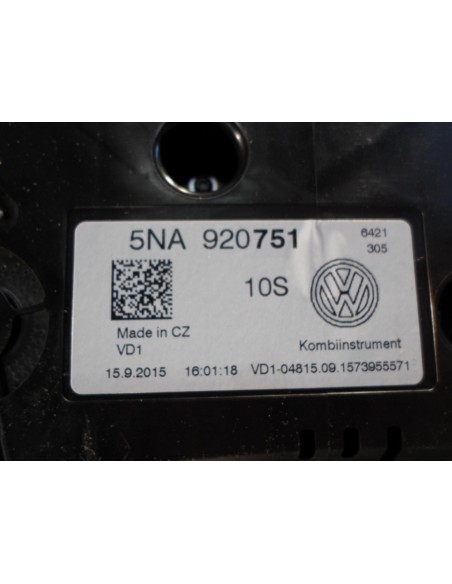 5NA 920751
6421
305
10S
Made in CZ
VD1
Kombiinstrument
15.9.2015 16:01:18 VD1-04815.09.1573955571